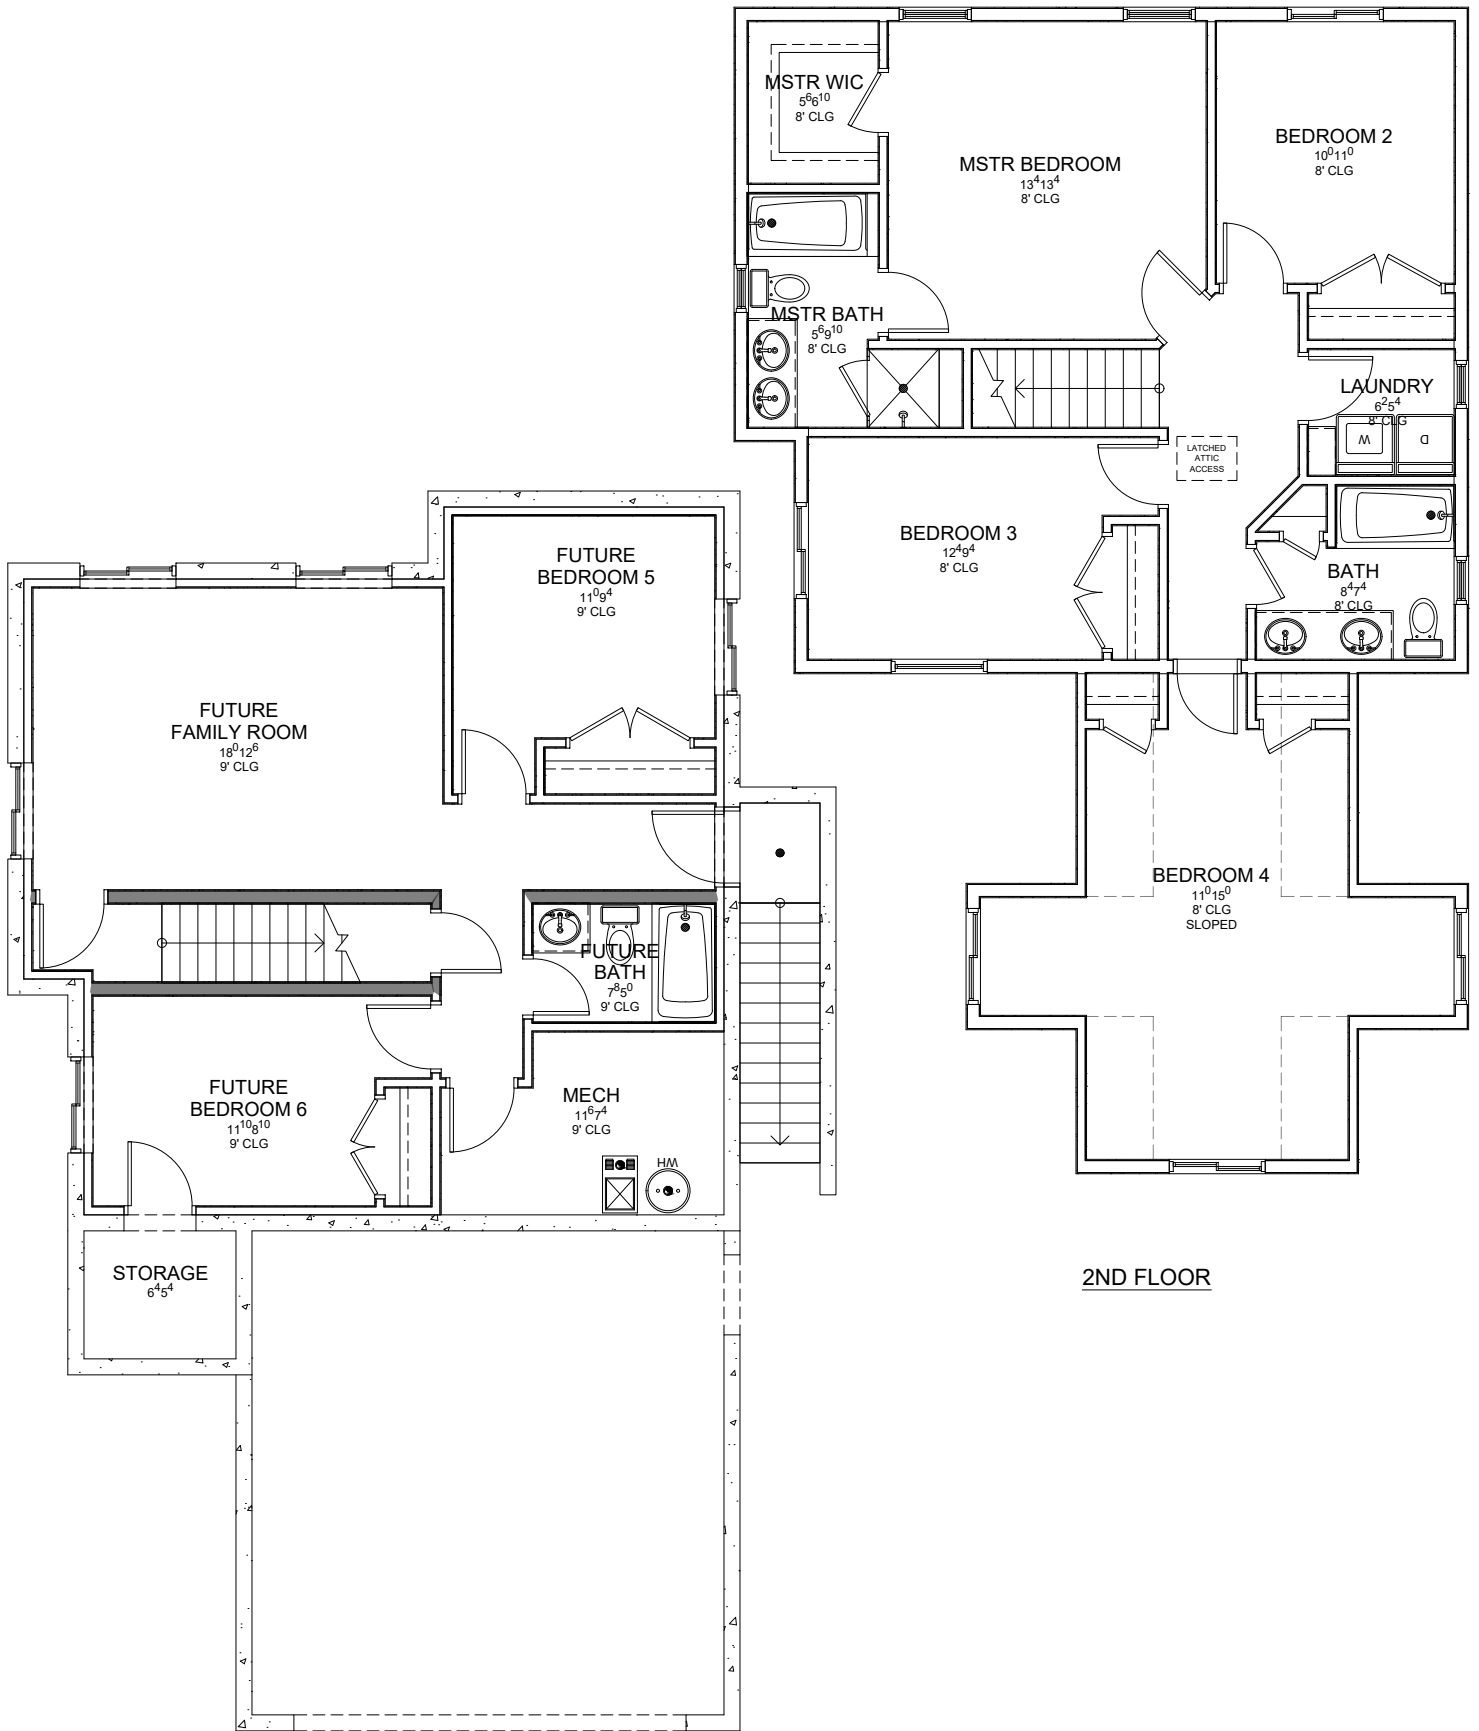 MSTR WIC
5⁶6¹⁰
8' CLG
MSTR BEDROOM
13⁴13⁴
8' CLG
BEDROOM 2
10⁰11⁰
8' CLG
MSTR BATH
5⁶9¹⁰
8' CLG
LAUNDRY
6²5⁴
8' CLG
W
D
LATCHED
ATTIC
ACCESS
BEDROOM 3
12⁴9⁴
8' CLG
BATH
8⁴7⁴
8' CLG
BEDROOM 4
11⁰15⁰
8' CLG
SLOPED
2ND FLOOR
FUTURE
BEDROOM 5
11⁰9⁴
9' CLG
FUTURE
FAMILY ROOM
18⁰12⁶
9' CLG
FUTURE
BATH
7⁸5⁰
9' CLG
FUTURE
BEDROOM 6
11¹⁰8¹⁰
9' CLG
MECH
11⁶7⁴
9' CLG
WH
STORAGE
6⁴5⁴